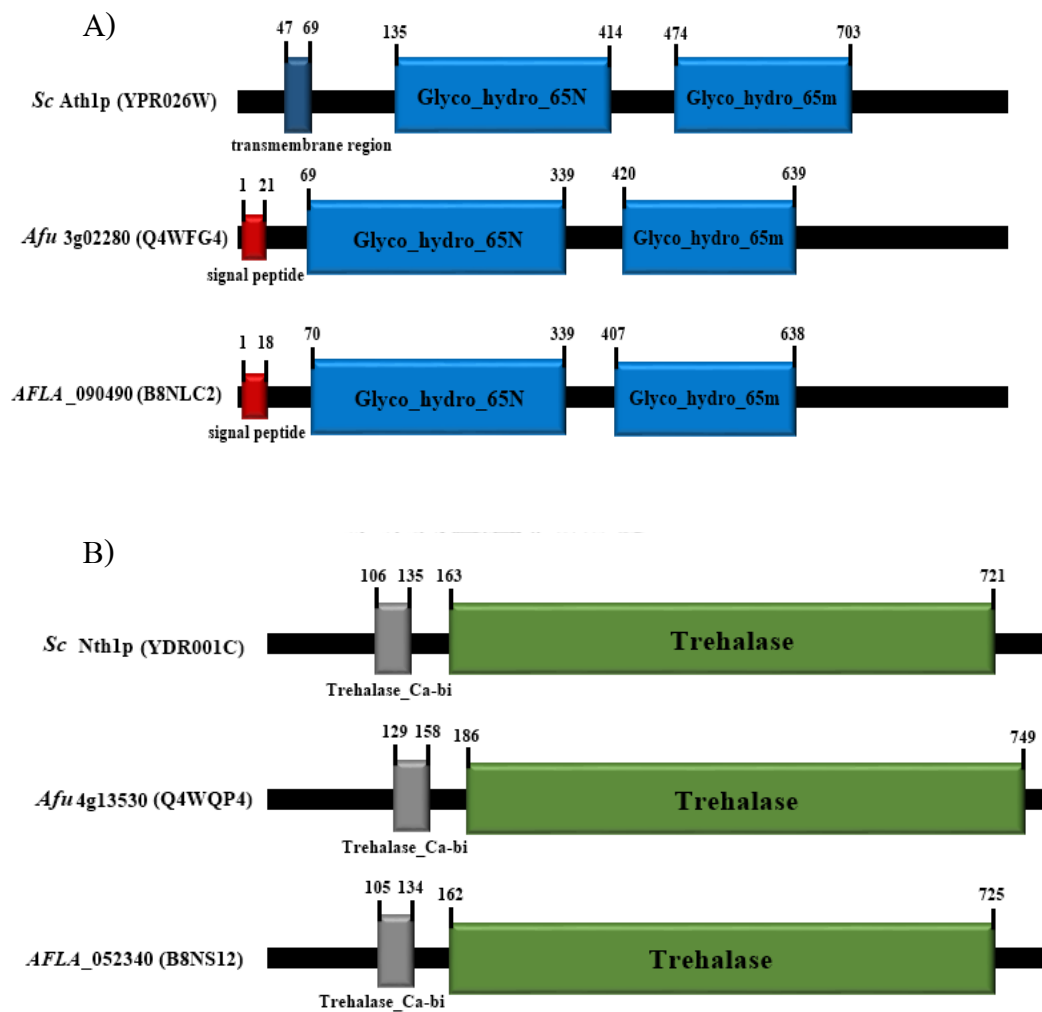 A)
47 69 135 414 474 703
Sc Ath1p (YPR026W) Glyco_hydro_65N Glyco_hydro_65m
transmembrane region
1 21 69 339 420 639
Afu 3g02280 (Q4WFG4) Glyco_hydro_65N Glyco_hydro_65m
signal peptide
1 18 70 339 407 638
AFLA_090490 (B8NLC2) Glyco_hydro_65N Glyco_hydro_65m
signal peptide
B)
106 135 163 721
Sc Nth1p (YDR001C) Trehalase
Trehalase_Ca-bi
129 158 186 749
Afu 4g13530 (Q4WQP4) Trehalase
Trehalase_Ca-bi
105 134 162 725
AFLA_052340 (B8NS12) Trehalase
Trehalase_Ca-bi